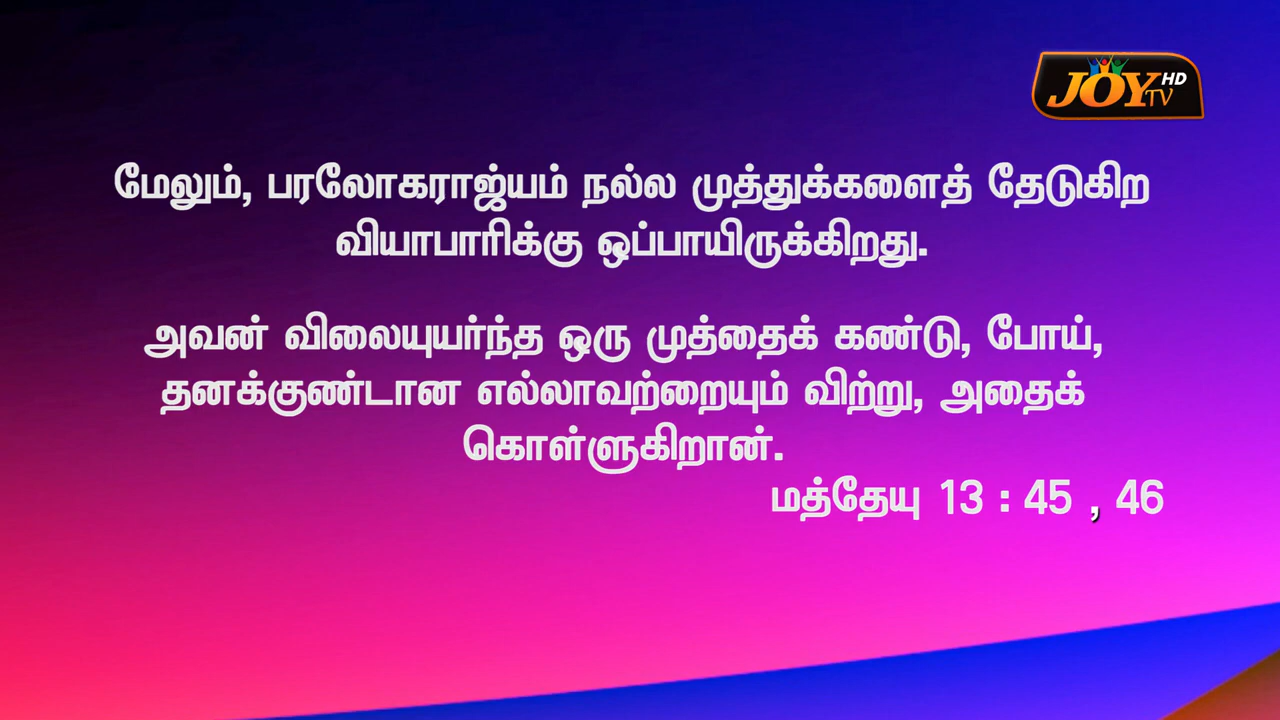 JOY TV HD
மேலும், பரலோகராஜ்யம் நல்ல முத்துக்களைத் தேடுகிற
வியாபாரிக்கு ஒப்பாயிருக்கிறது.
அவன் விலையுயர்ந்த ஒரு முத்தைக் கண்டு, போய்,
தனக்குண்டான எல்லாவற்றையும் விற்று, அதைக்
கொள்ளுகிறான்.
மத்தேயு 13 : 45 , 46